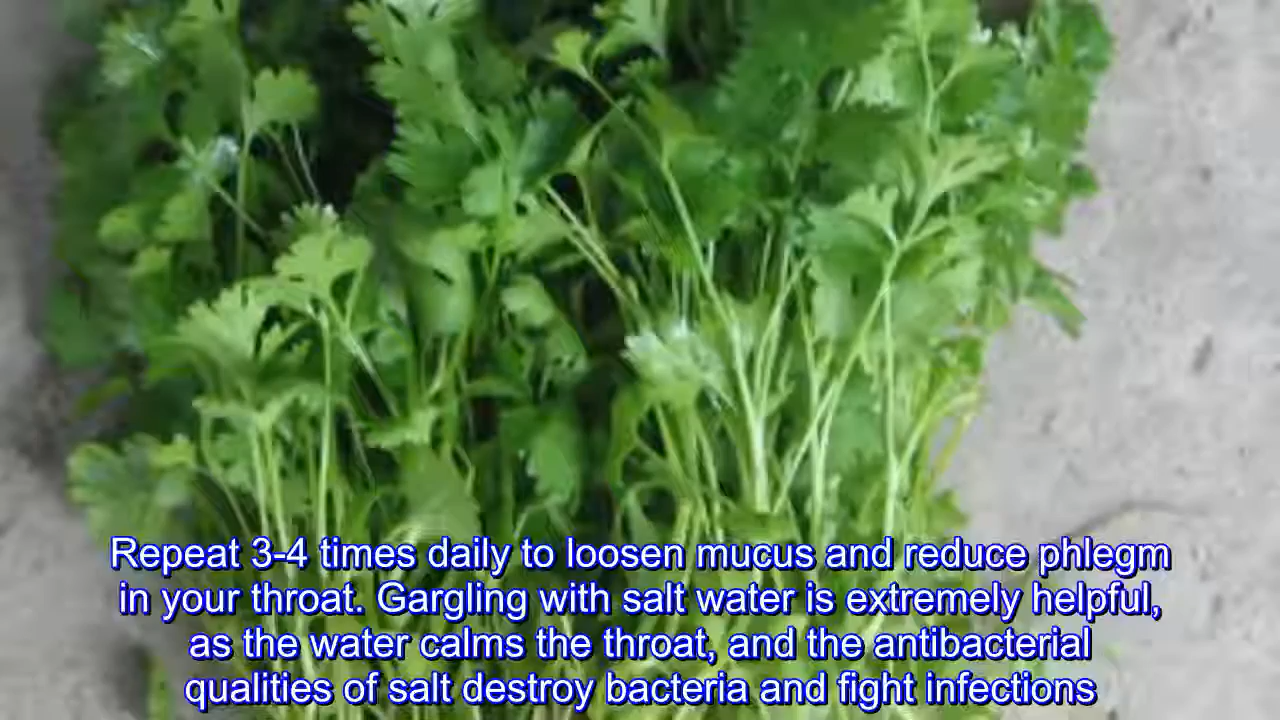 Repeat 3-4 times daily to loosen mucus and reduce phlegm
in your throat. Gargling with salt water is extremely helpful,
as the water calms the throat, and the antibacterial
qualities of salt destroy bacteria and fight infections